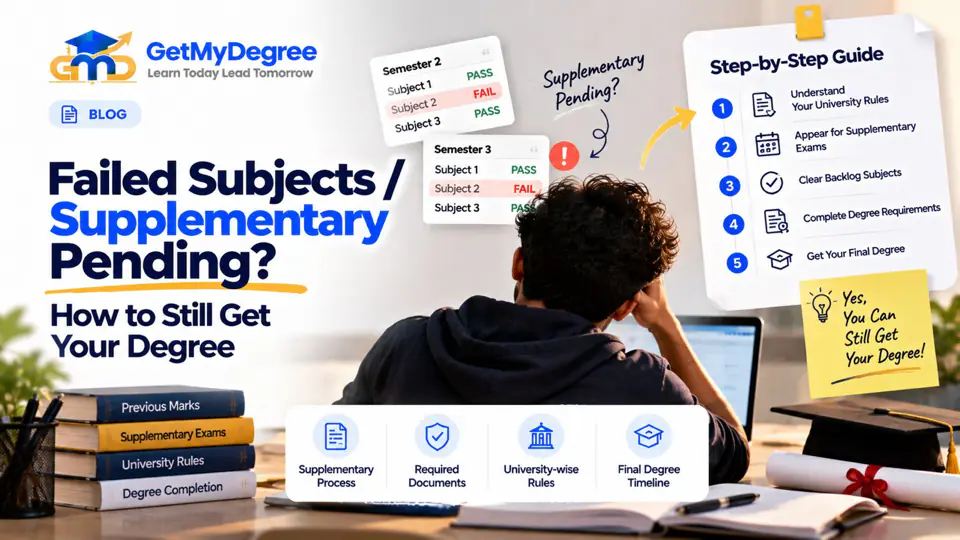 GMD
GetMyDegree
Learn Today Lead Tomorrow
BLOG
Failed Subjects /
Supplementary
Pending?
How to Still Get
Your Degree
Semester 2
Subject 1 PASS
Subject 2 FAIL
Subject 3 PASS
Semester 3
Subject 1 PASS
Subject 2 FAIL
Subject 3 PASS
Supplementary
Pending?
!
Step-by-Step Guide
1 Understand
Your University Rules
2 Appear for Supplementary
Exams
3 Clear Backlog Subjects
4 Complete Degree Requirements
5 Get Your Final Degree
Yes,
You Can
Still Get
Your Degree!
Previous Marks
Supplementary Exams
University Rules
Degree Completion
Supplementary
Process
Required
Documents
University-wise
Rules
Final Degree
Timeline